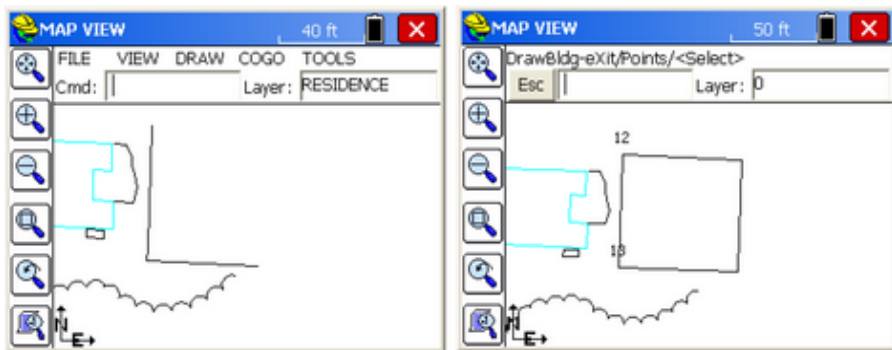 MAP VIEW 40 ft
FILE VIEW DRAW COGO TOOLS
Cmd: Layer: RESIDENCE
N
E
MAP VIEW 50 ft
DrawBldg-eXit/Points/<Select>
Esc Layer: 0
12
13
N
E